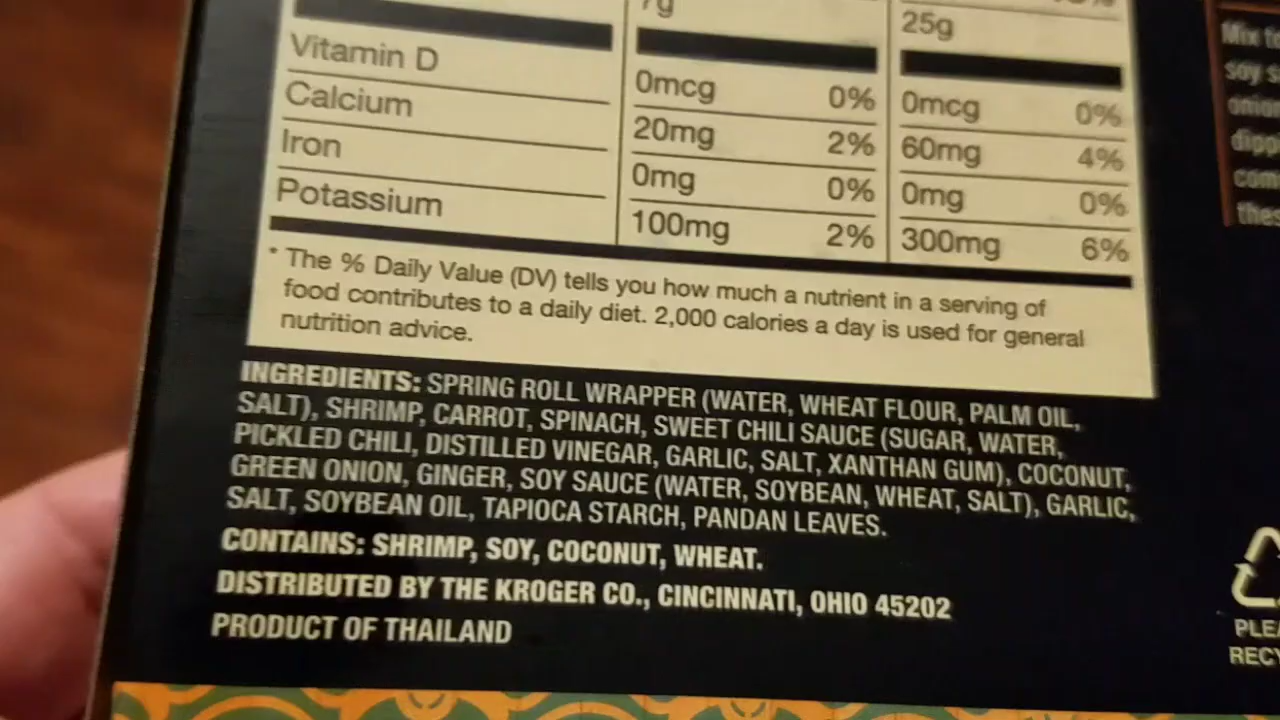 7g
25g
Vitamin D 0mcg 0% 0mcg 0%
Calcium 20mg 2% 60mg 4%
Iron 0mg 0% 0mg 0%
Potassium 100mg 2% 300mg 6%
* The % Daily Value (DV) tells you how much a nutrient in a serving of
food contributes to a daily diet. 2,000 calories a day is used for general
nutrition advice.
INGREDIENTS: SPRING ROLL WRAPPER (WATER, WHEAT FLOUR, PALM OIL,
SALT), SHRIMP, CARROT, SPINACH, SWEET CHILI SAUCE (SUGAR, WATER,
PICKLED CHILI, DISTILLED VINEGAR, GARLIC, SALT, XANTHAN GUM), COCONUT,
GREEN ONION, GINGER, SOY SAUCE (WATER, SOYBEAN, WHEAT, SALT), GARLIC,
SALT, SOYBEAN OIL, TAPIOCA STARCH, PANDAN LEAVES.
CONTAINS: SHRIMP, SOY, COCONUT, WHEAT.
DISTRIBUTED BY THE KROGER CO., CINCINNATI, OHIO 45202
PRODUCT OF THAILAND
Mix
soy